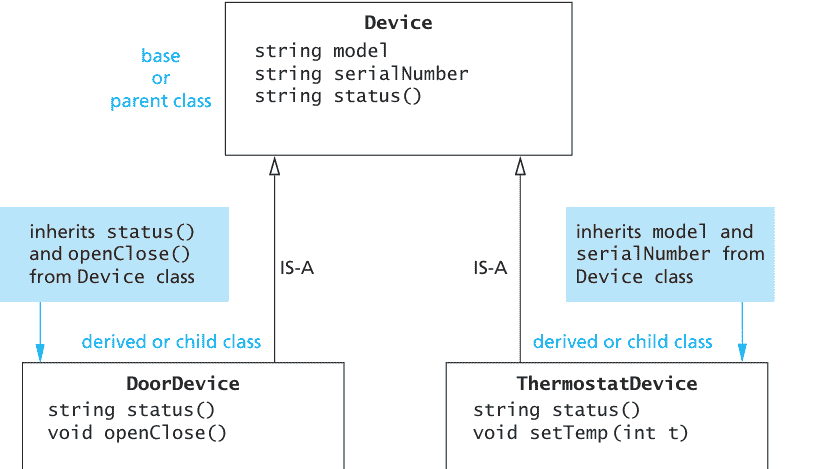 Device
string model
string serialNumber
string status()
base
or
parent class
inherits status()
and openClose()
from Device class
inherits model and
serialNumber from
Device class
IS-A
IS-A
derived or child class
derived or child class
DoorDevice
string status()
void openClose()
ThermostatDevice
string status()
void setTemp(int t)